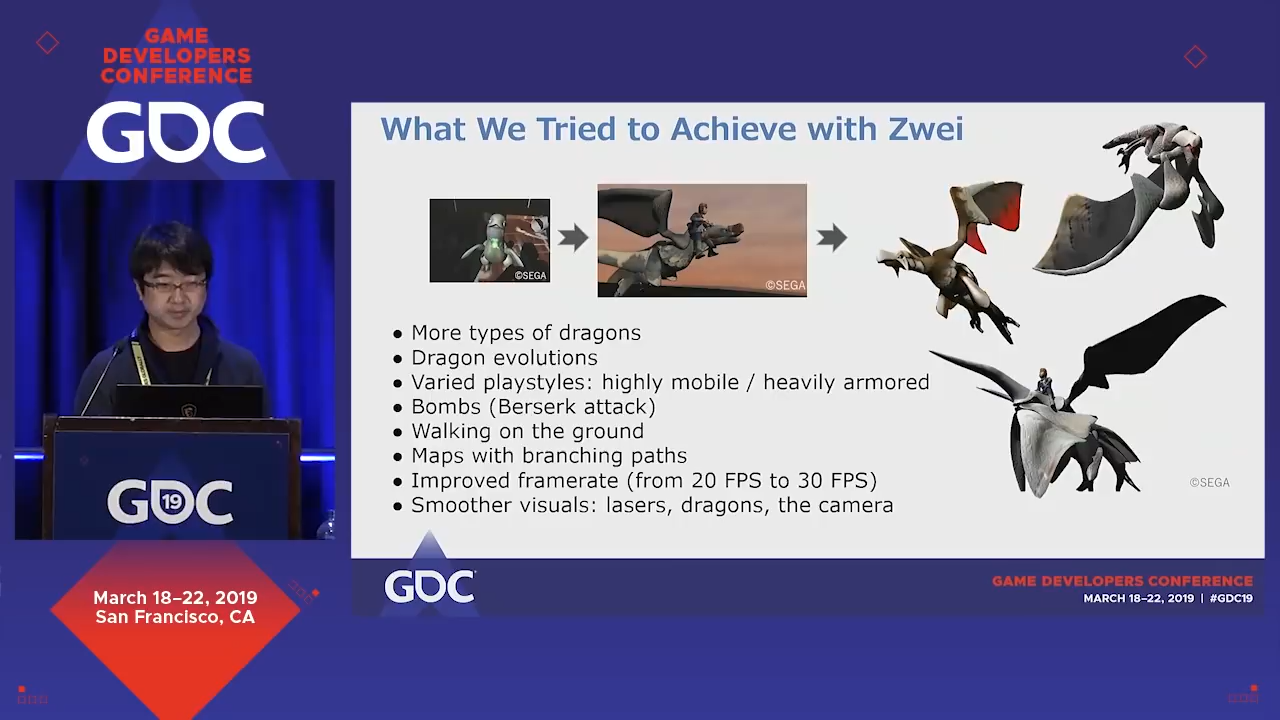 GAME
DEVELOPERS
CONFERENCE
GDC
What We Tried to Achieve with Zwei
©SEGA
©SEGA
● More types of dragons
● Dragon evolutions
● Varied playstyles: highly mobile / heavily armored
● Bombs (Berserk attack)
● Walking on the ground
● Maps with branching paths
● Improved framerate (from 20 FPS to 30 FPS)
● Smoother visuals: lasers, dragons, the camera
©SEGA
GDC
19
March 18–22, 2019
San Francisco, CA
GDC
GAME DEVELOPERS CONFERENCE
MARCH 18–22, 2019 | #GDC19